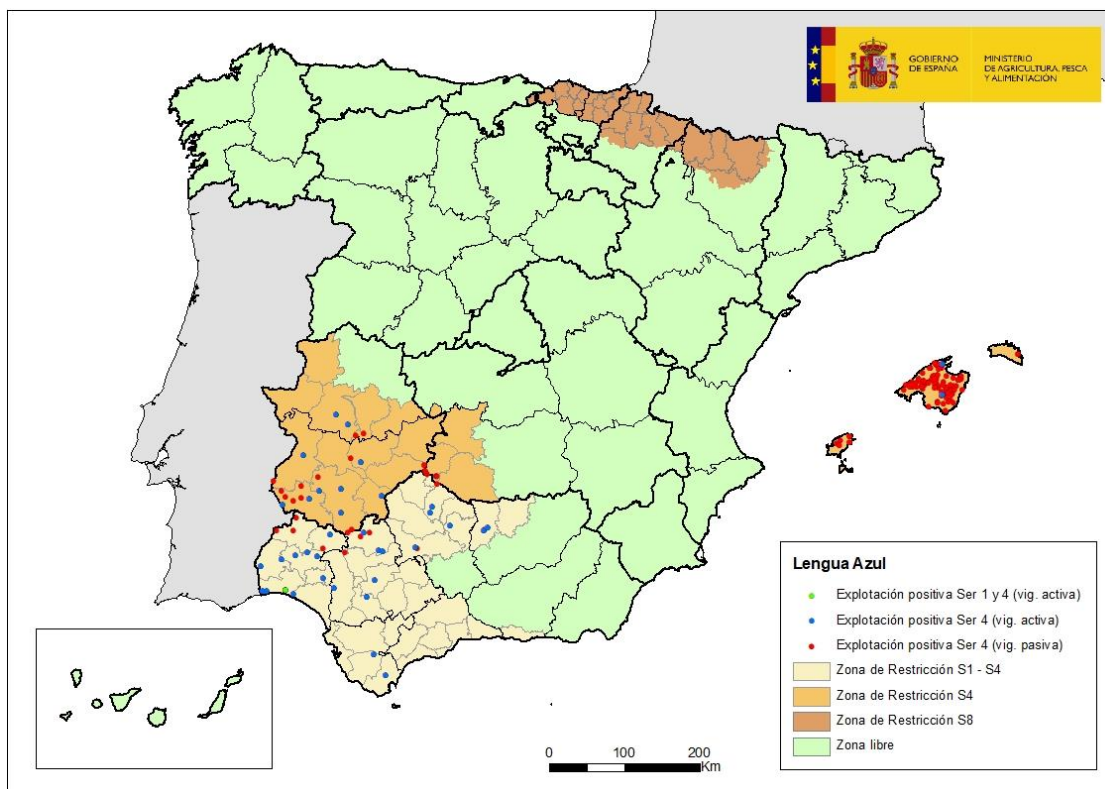 GOBIERNO
DE ESPAÑA
MINISTERIO
DE AGRICULTURA, PESCA
Y ALIMENTACIÓN
Lengua Azul
Explotación positiva Ser 1 y 4 (vig. activa)
Explotación positiva Ser 4 (vig. activa)
Explotación positiva Ser 4 (vig. pasiva)
Zona de Restricción S1 - S4
Zona de Restricción S4
Zona de Restricción S8
Zona libre
0 100 200
Km